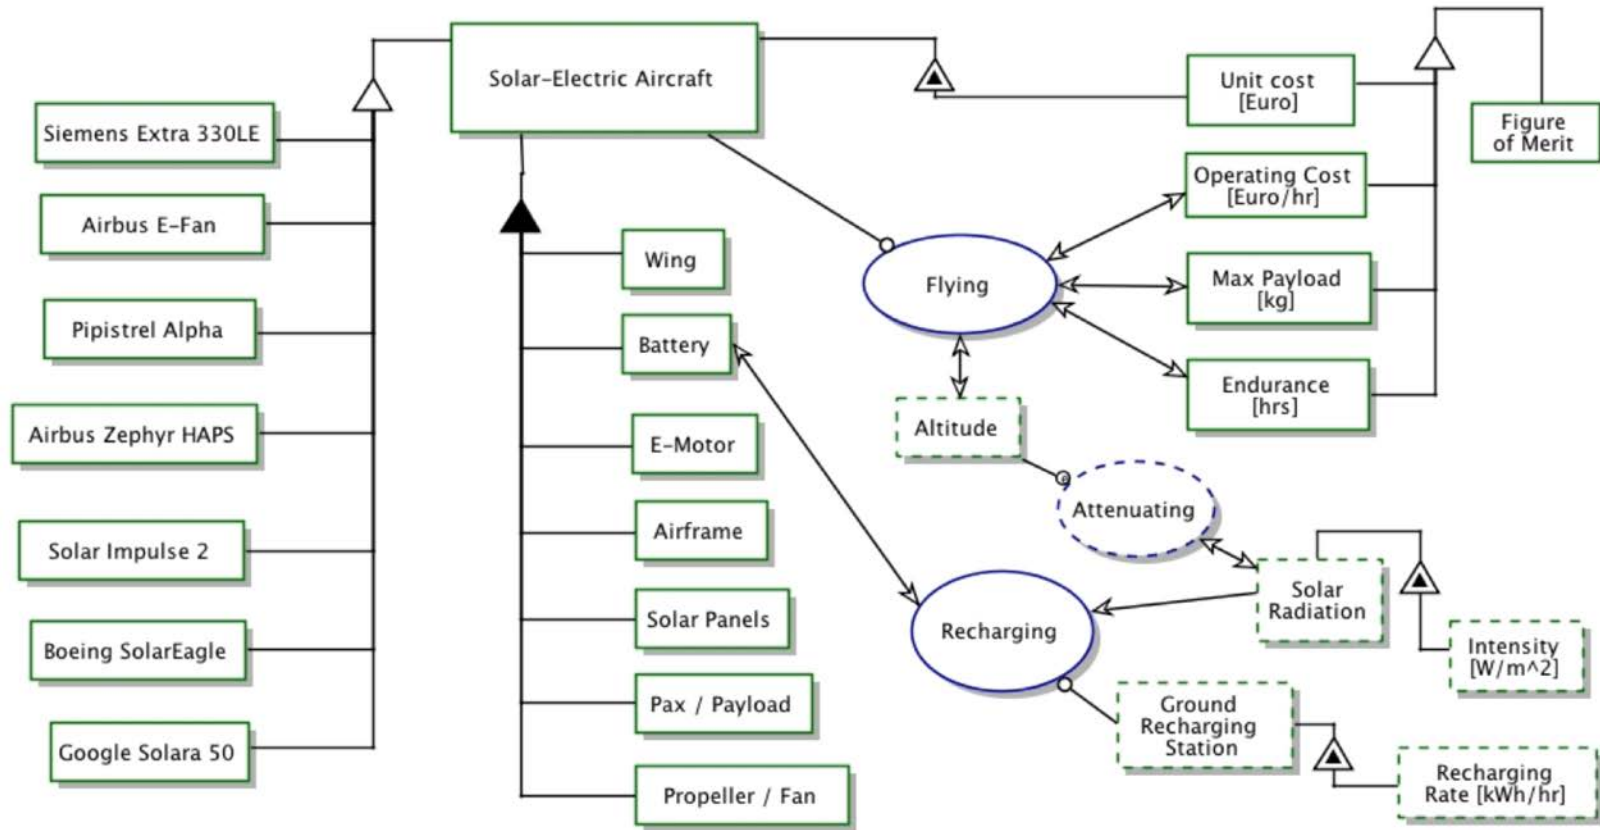 Solar-Electric Aircraft
Siemens Extra 330LE
Airbus E-Fan
Pipistrel Alpha
Airbus Zephyr HAPS
Solar Impulse 2
Boeing SolarEagle
Google Solara 50
Wing
Battery
E-Motor
Airframe
Solar Panels
Pax / Payload
Propeller / Fan
Flying
Altitude
Attenuating
Recharging
Unit cost
[Euro]
Operating Cost
[Euro/hr]
Max Payload
[kg]
Endurance
[hrs]
Figure
of Merit
Solar
Radiation
Intensity
[W/m^2]
Ground
Recharging
Station
Recharging
Rate [kWh/hr]